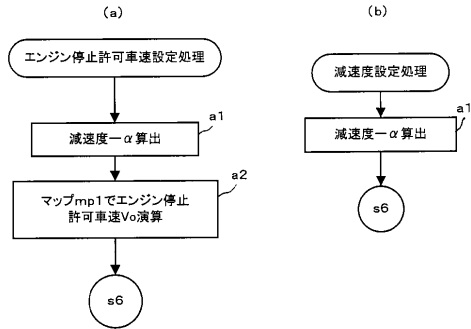 (a)
エンジン停止許可車速設定処理
減速度ーα算出
a1
マップmp1でエンジン停止
許可車速Vo演算
a2
s6
(b)
減速度設定処理
減速度ーα算出
a1
s6